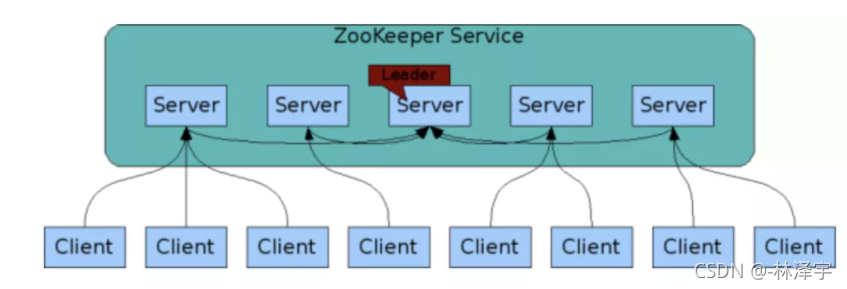 ZooKeeper Service
Leader
Server Server Server Server Server
Client Client Client Client Client Client Client Client
CSDN @-林泽宇